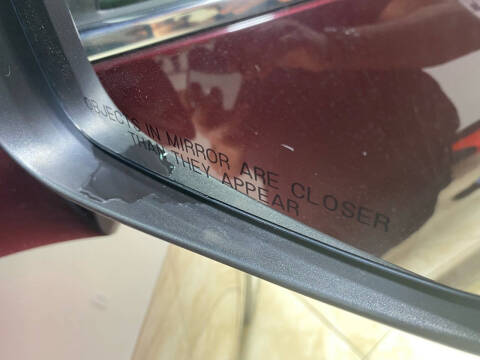 OBJECTS IN MIRROR ARE CLOSER
THAN THEY APPEAR